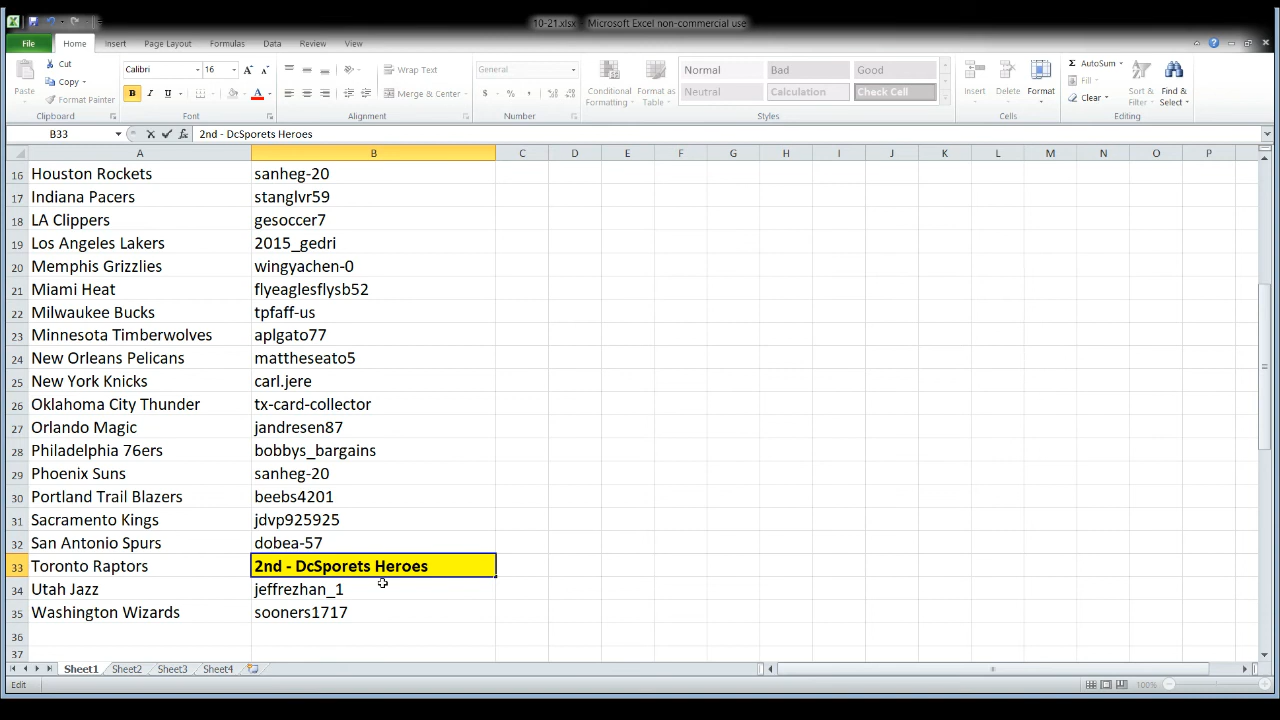 10-21.xlsx - Microsoft Excel non-commercial use
File Home Insert Page Layout Formulas Data Review View
Paste
Cut
Copy
Format Painter
Clipboard
Calibri 16
B I U A
Font
Wrap Text
Merge & Center
Alignment
General
$ % ,
Number
Conditional Formatting
Format as Table
Normal Bad Good
Neutral Calculation Check Cell
Styles
Insert Delete Format
Cells
AutoSum
Fill
Clear
Sort & Filter
Find & Select
Editing
B33 fx 2nd - DcSporets Heroes
A B C D E F G H I J K L M N O P
16 Houston Rockets sanheg-20
17 Indiana Pacers stanglvr59
18 LA Clippers gesoccer7
19 Los Angeles Lakers 2015_gedri
20 Memphis Grizzlies wingyachen-0
21 Miami Heat flyeaglesflysb52
22 Milwaukee Bucks tpfaff-us
23 Minnesota Timberwolves aplgato77
24 New Orleans Pelicans mattheseato5
25 New York Knicks carl.jere
26 Oklahoma City Thunder tx-card-collector
27 Orlando Magic jandresen87
28 Philadelphia 76ers bobbys_bargains
29 Phoenix Suns sanheg-20
30 Portland Trail Blazers beebs4201
31 Sacramento Kings jdvp925925
32 San Antonio Spurs dobea-57
33 Toronto Raptors 2nd - DcSporets Heroes
34 Utah Jazz jeffrezhan_1
35 Washington Wizards sooners1717
36
37
Sheet1 Sheet2 Sheet3 Sheet4
Edit 100%